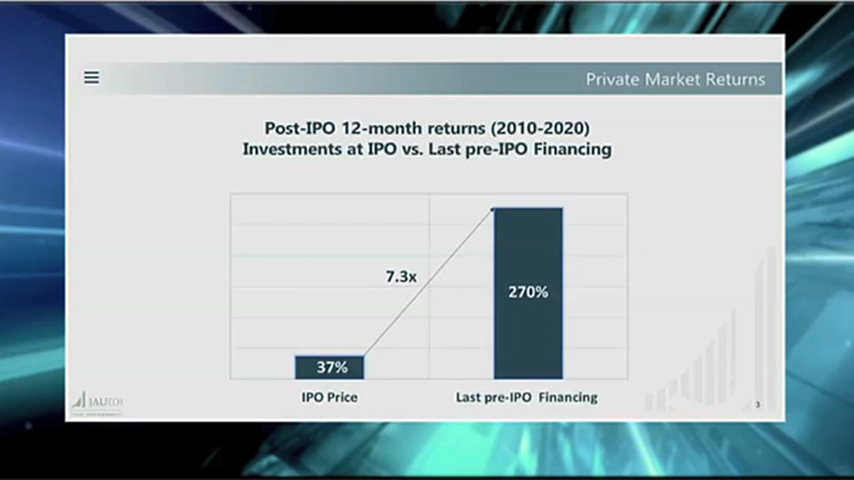 Private Market Returns
Post-IPO 12-month returns (2010-2020)
Investments at IPO vs. Last pre-IPO Financing
7.3x
270%
37%
IPO Price
Last pre-IPO Financing
JALTECH
3